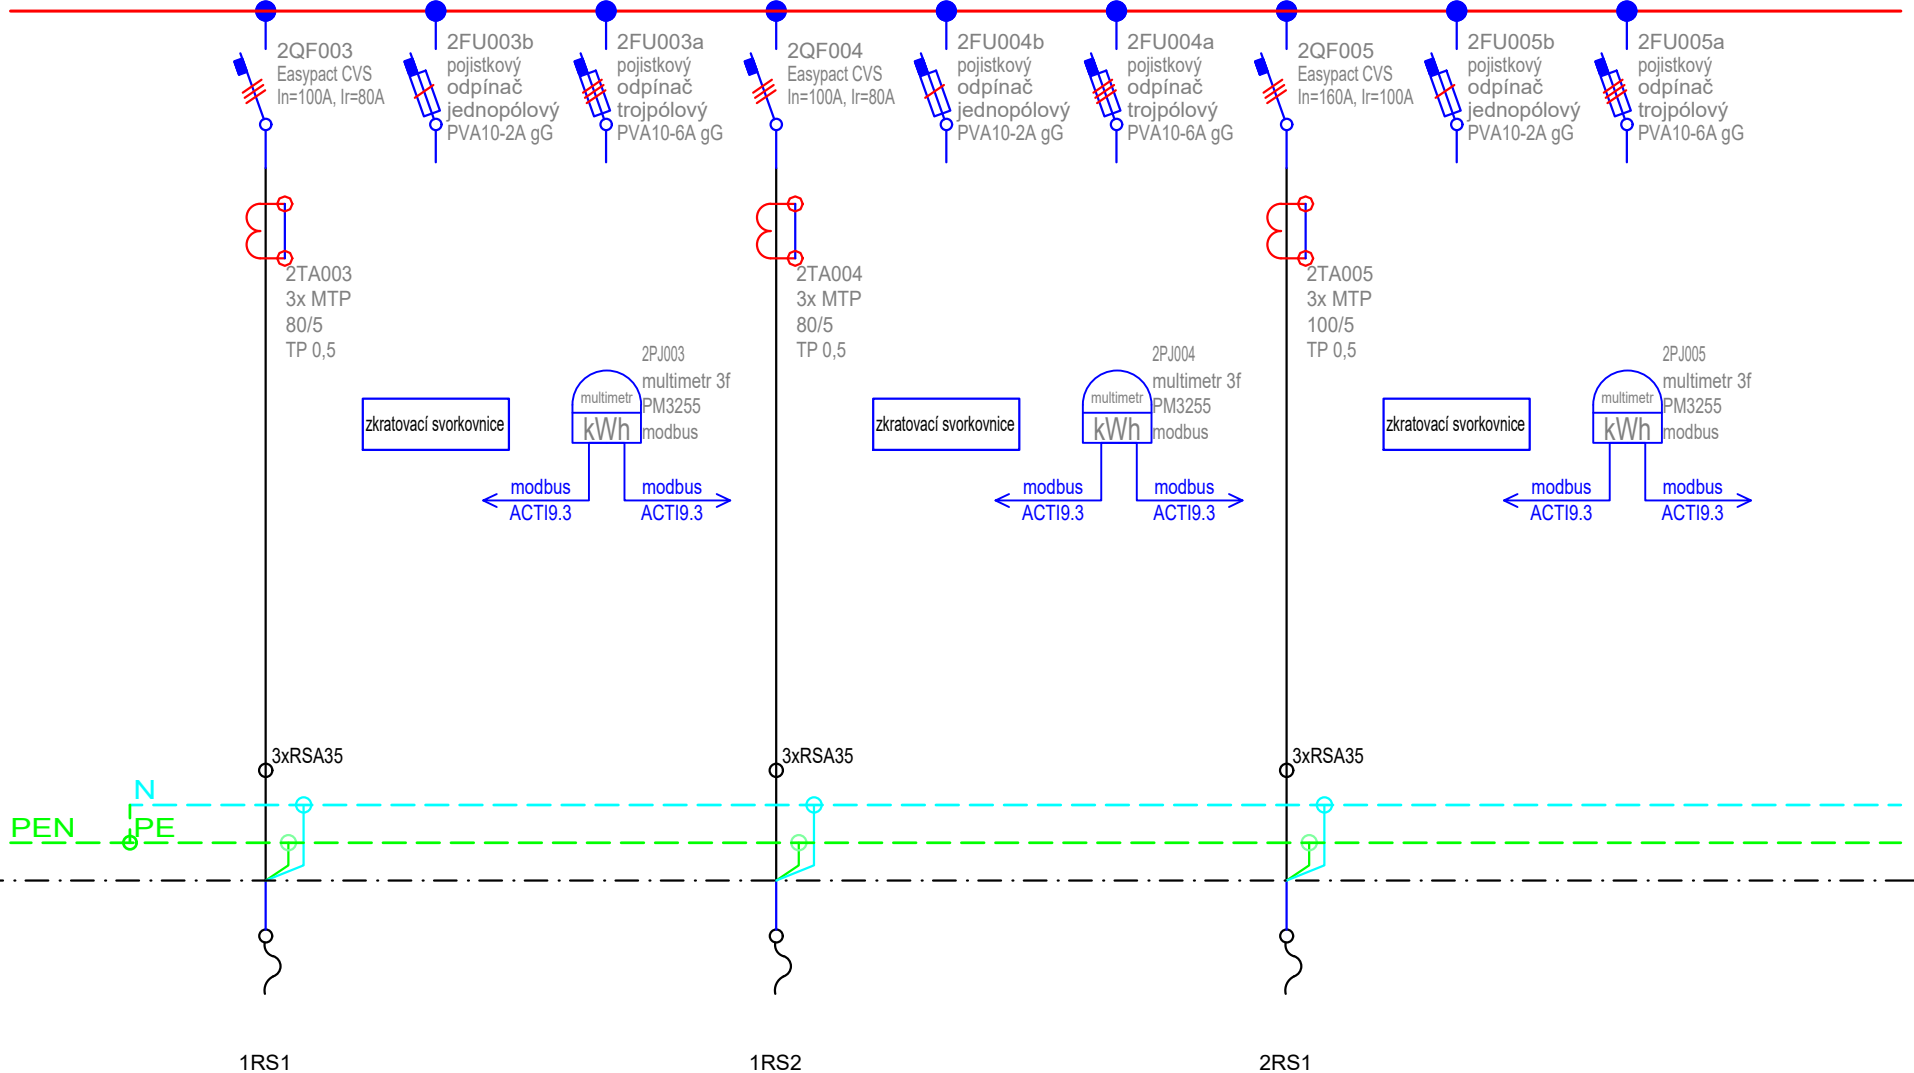 2QF003
Easypact CVS
In=100A, Ir=80A
2FU003b
pojistkový
odpínač
jednopólový
PVA10-2A gG
2FU003a
pojistkový
odpínač
trojpólový
PVA10-6A gG
2QF004
Easypact CVS
In=100A, Ir=80A
2FU004b
pojistkový
odpínač
jednopólový
PVA10-2A gG
2FU004a
pojistkový
odpínač
trojpólový
PVA10-6A gG
2QF005
Easypact CVS
In=160A, Ir=100A
2FU005b
pojistkový
odpínač
jednopólový
PVA10-2A gG
2FU005a
pojistkový
odpínač
trojpólový
PVA10-6A gG
2TA003
3x MTP
80/5
TP 0,5
2TA004
3x MTP
80/5
TP 0,5
2TA005
3x MTP
100/5
TP 0,5
zkratovací svorkovnice
multimetr
kWh
2PJ003
multimetr 3f
PM3255
modbus
modbus
ACTI9.3
modbus
ACTI9.3
zkratovací svorkovnice
multimetr
kWh
2PJ004
multimetr 3f
PM3255
modbus
modbus
ACTI9.3
modbus
ACTI9.3
zkratovací svorkovnice
multimetr
kWh
2PJ005
multimetr 3f
PM3255
modbus
modbus
ACTI9.3
modbus
ACTI9.3
3xRSA35
3xRSA35
3xRSA35
N
PEN
PE
1RS1
1RS2
2RS1